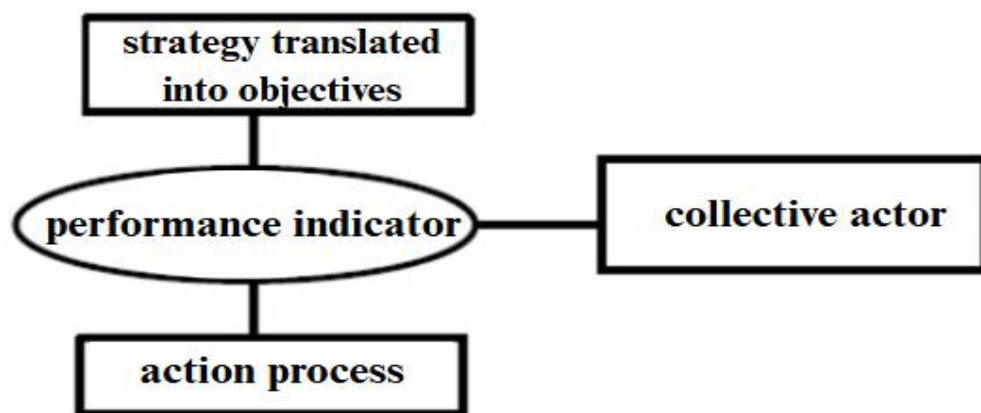 strategy translated
into objectives
performance indicator
collective actor
action process